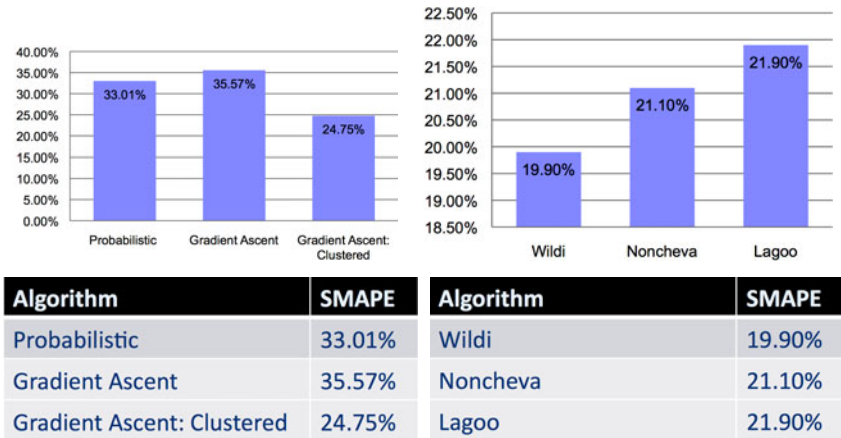 40.00%
35.00%
30.00%
25.00%
20.00%
15.00%
10.00%
5.00%
0.00%
33.01%
35.57%
24.75%
Probabilistic
Gradient Ascent
Gradient Ascent:
Clustered
22.50%
22.00%
21.50%
21.00%
20.50%
20.00%
19.50%
19.00%
18.50%
19.90%
21.10%
21.90%
Wildi
Noncheva
Lagoo
Algorithm SMAPE
Probabilistic 33.01%
Gradient Ascent 35.57%
Gradient Ascent: Clustered 24.75%
Algorithm SMAPE
Wildi 19.90%
Noncheva 21.10%
Lagoo 21.90%